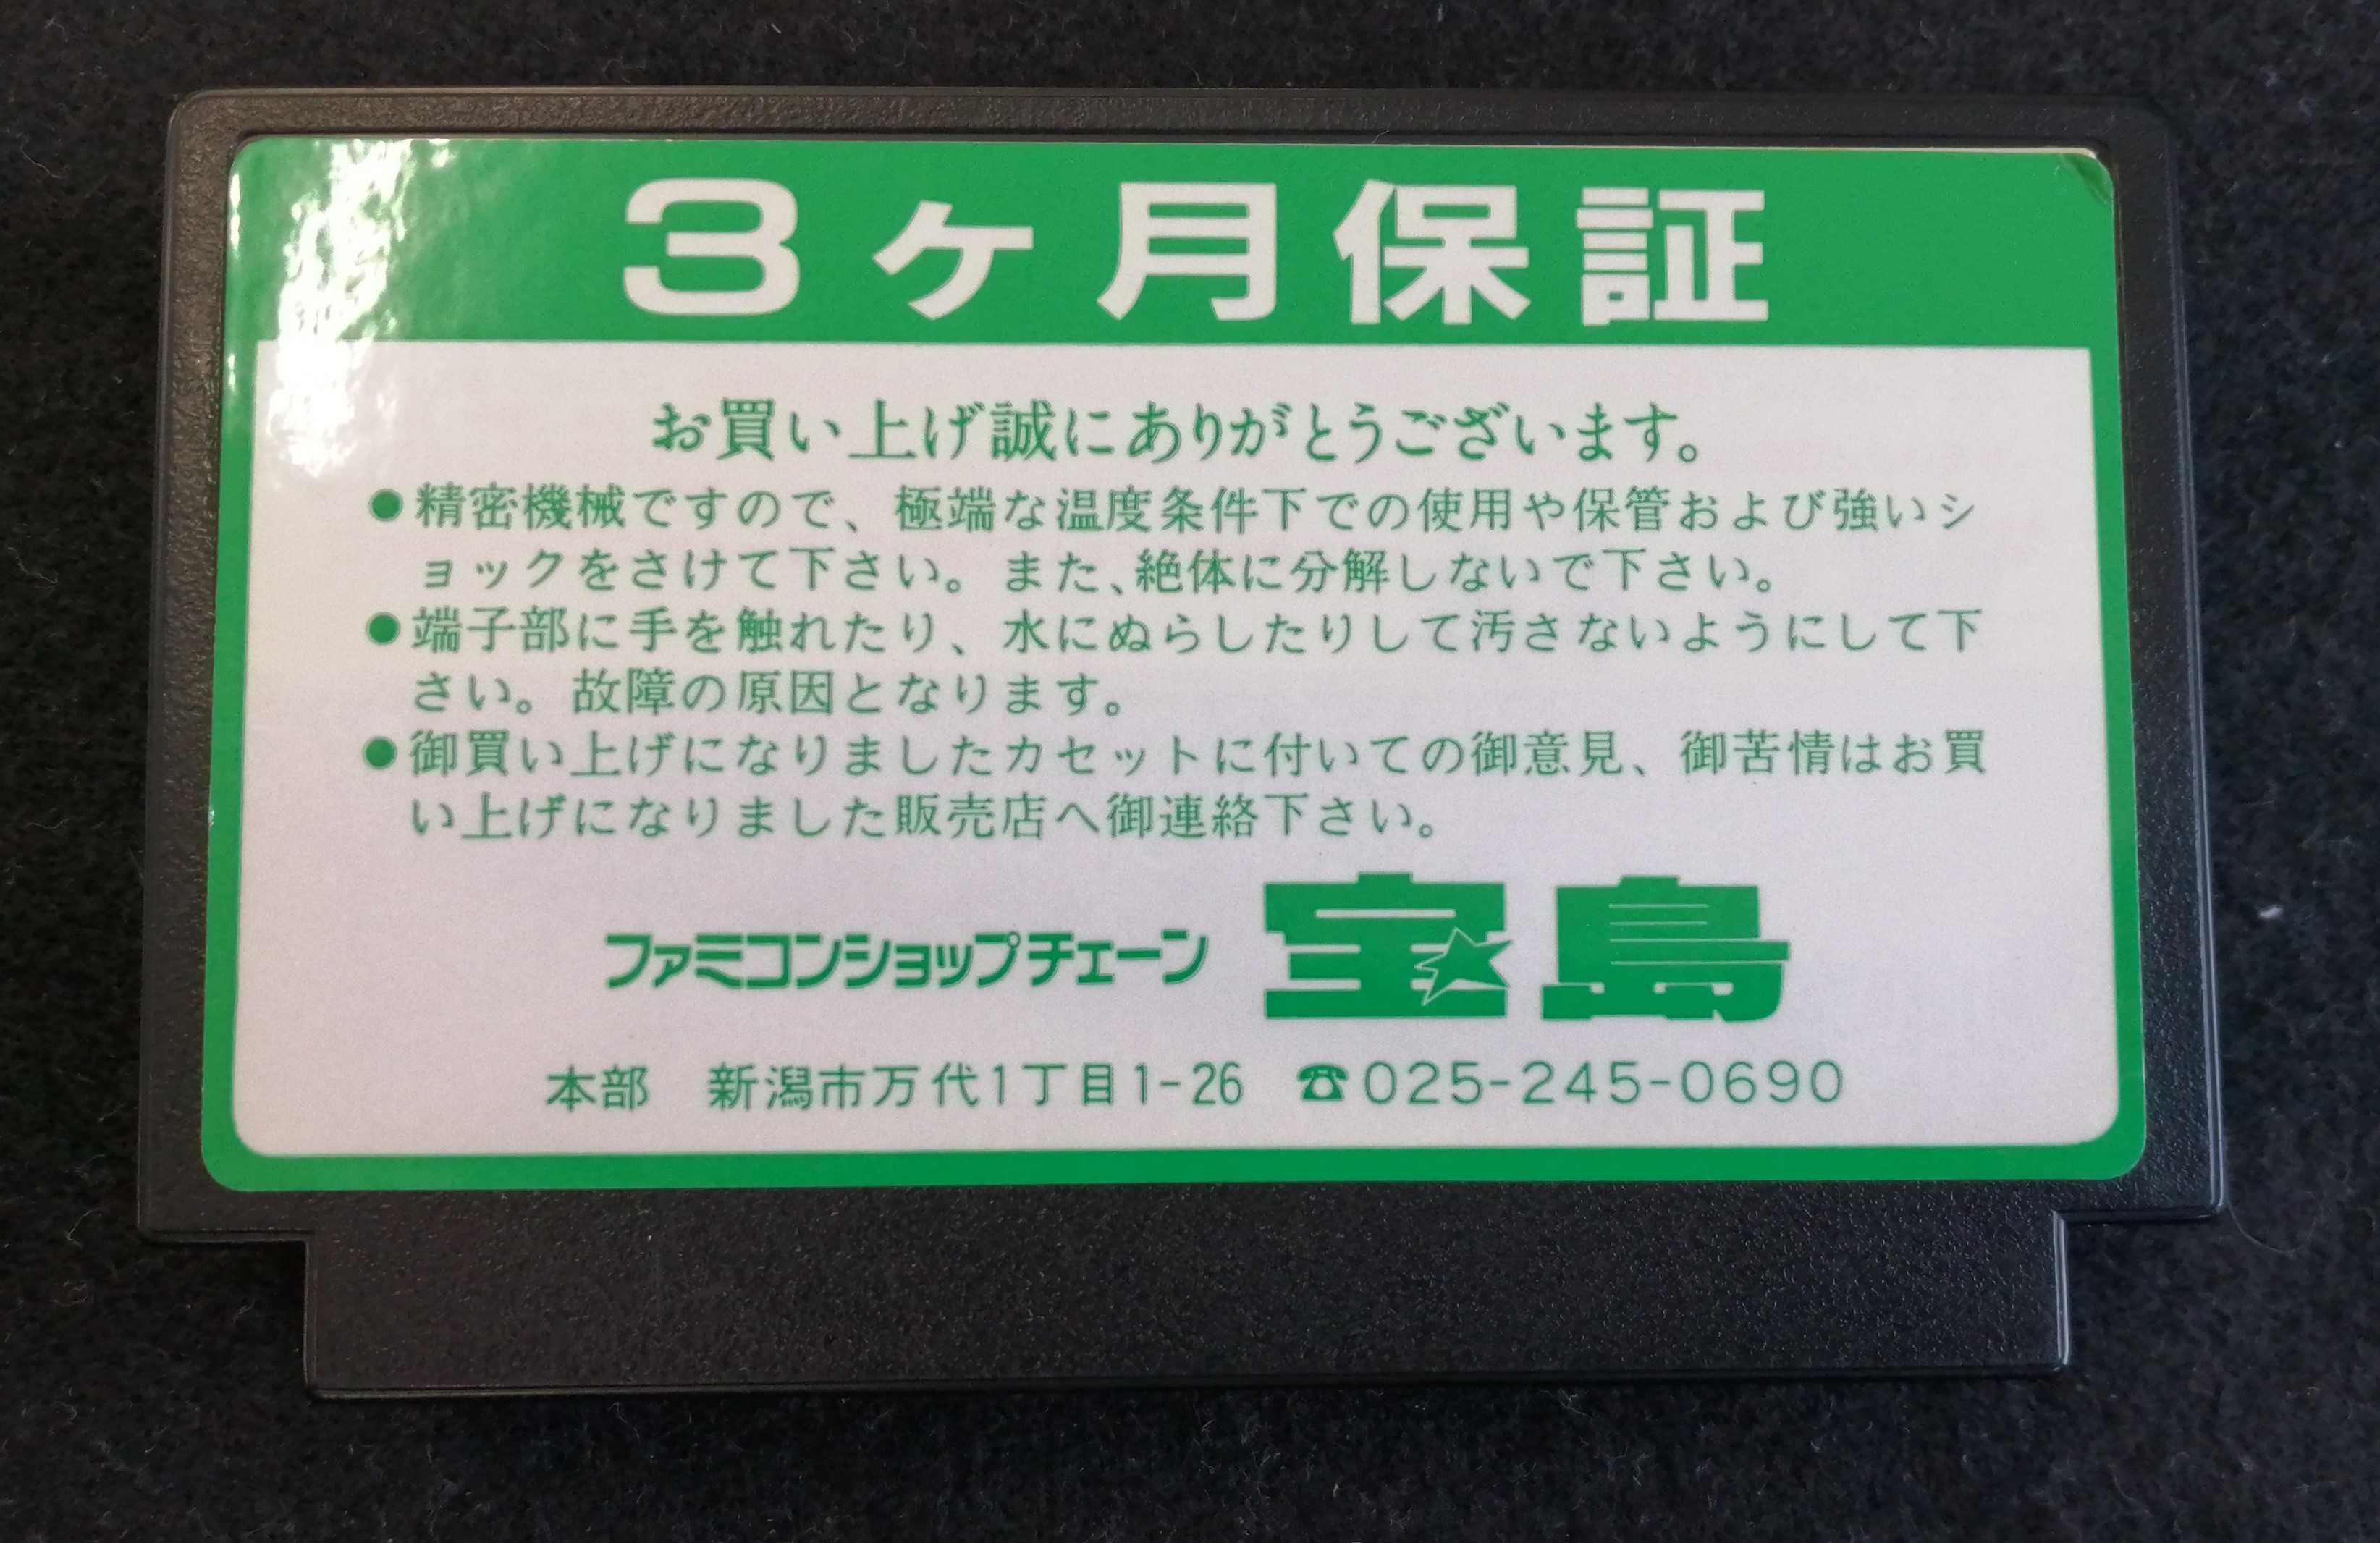 3ヶ月保証
お買い上げ誠にありがとうございます。
●精密機械ですので、極端な温度条件下での使用や保管および強いシ
ョックをさけて下さい。また、絶体に分解しないで下さい。
●端子部に手を触れたり、水にぬらしたりして汚さないようにして下
さい。故障の原因となります。
●御買い上げになりましたカセットに付いての御意見、御苦情はお買
い上げになりました販売店へ御連絡下さい。
ファミコンショップチェーン 宝島
本部 新潟市万代1丁目1-26 ☎025-245-0690